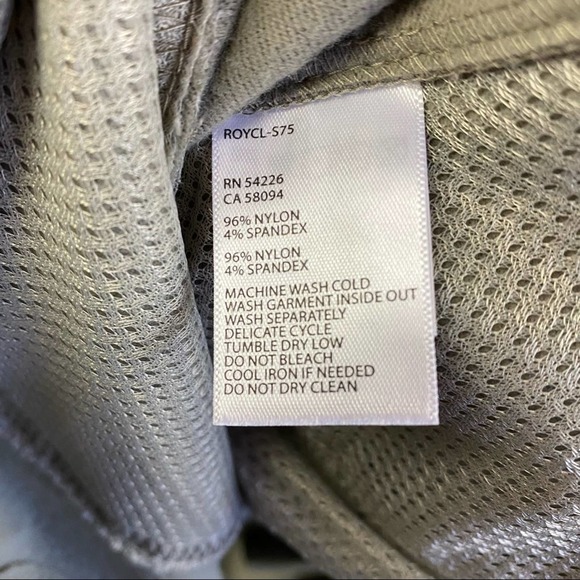 ROYCL-S75
RN 54226
CA 58094
96% NYLON
4% SPANDEX
96% NYLON
4% SPANDEX
MACHINE WASH COLD
WASH GARMENT INSIDE OUT
WASH SEPARATELY
DELICATE CYCLE
TUMBLE DRY LOW
DO NOT BLEACH
COOL IRON IF NEEDED
DO NOT DRY CLEAN